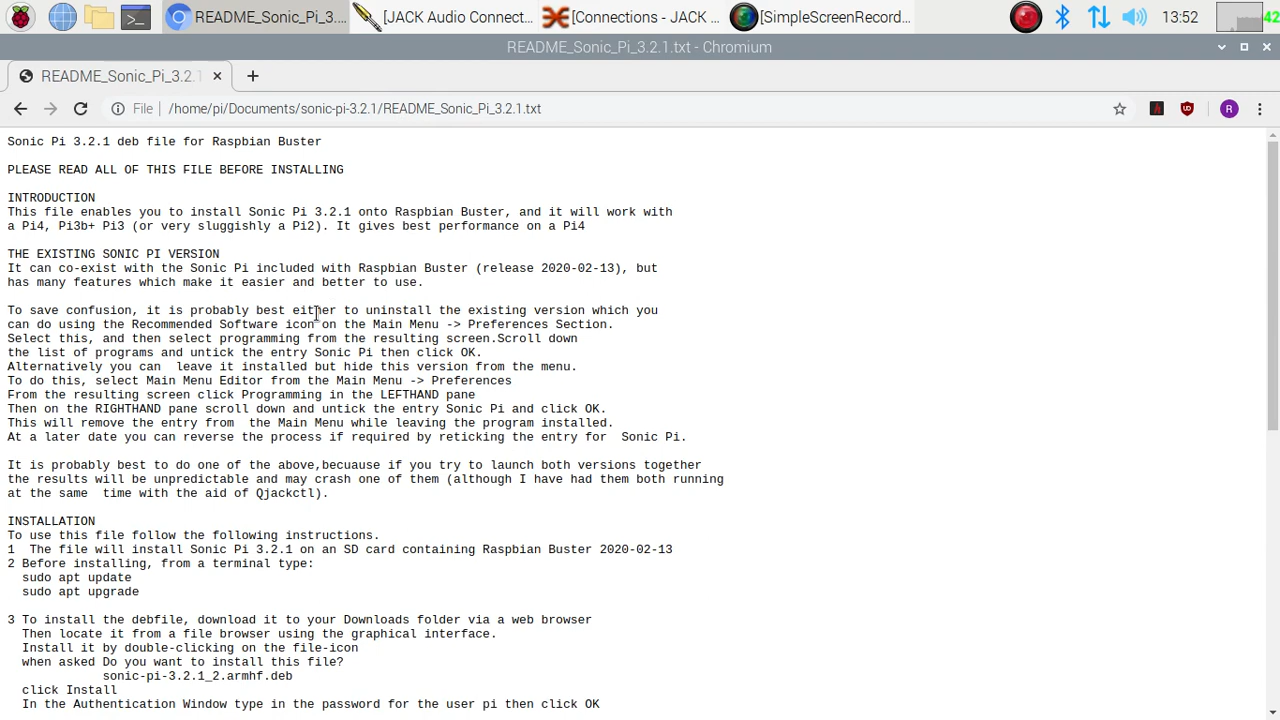 README_Sonic_Pi_3....
[JACK Audio Connect...
[Connections - JACK ...
[SimpleScreenRecord...
13:52
42
README_Sonic_Pi_3.2.1.txt - Chromium
README_Sonic_Pi_3.2.1
File
/home/pi/Documents/sonic-pi-3.2.1/README_Sonic_Pi_3.2.1.txt
R
Sonic Pi 3.2.1 deb file for Raspbian Buster
PLEASE READ ALL OF THIS FILE BEFORE INSTALLING
INTRODUCTION
This file enables you to install Sonic Pi 3.2.1 onto Raspbian Buster, and it will work with
a Pi4, Pi3b+ Pi3 (or very sluggishly a Pi2). It gives best performance on a Pi4
THE EXISTING SONIC PI VERSION
It can co-exist with the Sonic Pi included with Raspbian Buster (release 2020-02-13), but
has many features which make it easier and better to use.
To save confusion, it is probably best either to uninstall the existing version which you
can do using the Recommended Software icon on the Main Menu -> Preferences Section.
Select this, and then select programming from the resulting screen.Scroll down
the list of programs and untick the entry Sonic Pi then click OK.
Alternatively you can  leave it installed but hide this version from the menu.
To do this, select Main Menu Editor from the Main Menu -> Preferences
From the resulting screen click Programming in the LEFTHAND pane
Then on the RIGHTHAND pane scroll down and untick the entry Sonic Pi and click OK.
This will remove the entry from  the Main Menu while leaving the program installed.
At a later date you can reverse the process if required by reticking the entry for  Sonic Pi.
It is probably best to do one of the above,becuause if you try to launch both versions together
the results will be unpredictable and may crash one of them (although I have had them both running
at the same  time with the aid of Qjackctl).
INSTALLATION
To use this file follow the following instructions.
1  The file will install Sonic Pi 3.2.1 on an SD card containing Raspbian Buster 2020-02-13
2 Before installing, from a terminal type:
sudo apt update
sudo apt upgrade
3 To install the debfile, download it to your Downloads folder via a web browser
Then locate it from a file browser using the graphical interface.
Install it by double-clicking on the file-icon
when asked Do you want to install this file?
sonic-pi-3.2.1_2.armhf.deb
click Install
In the Authentication Window type in the password for the user pi then click OK